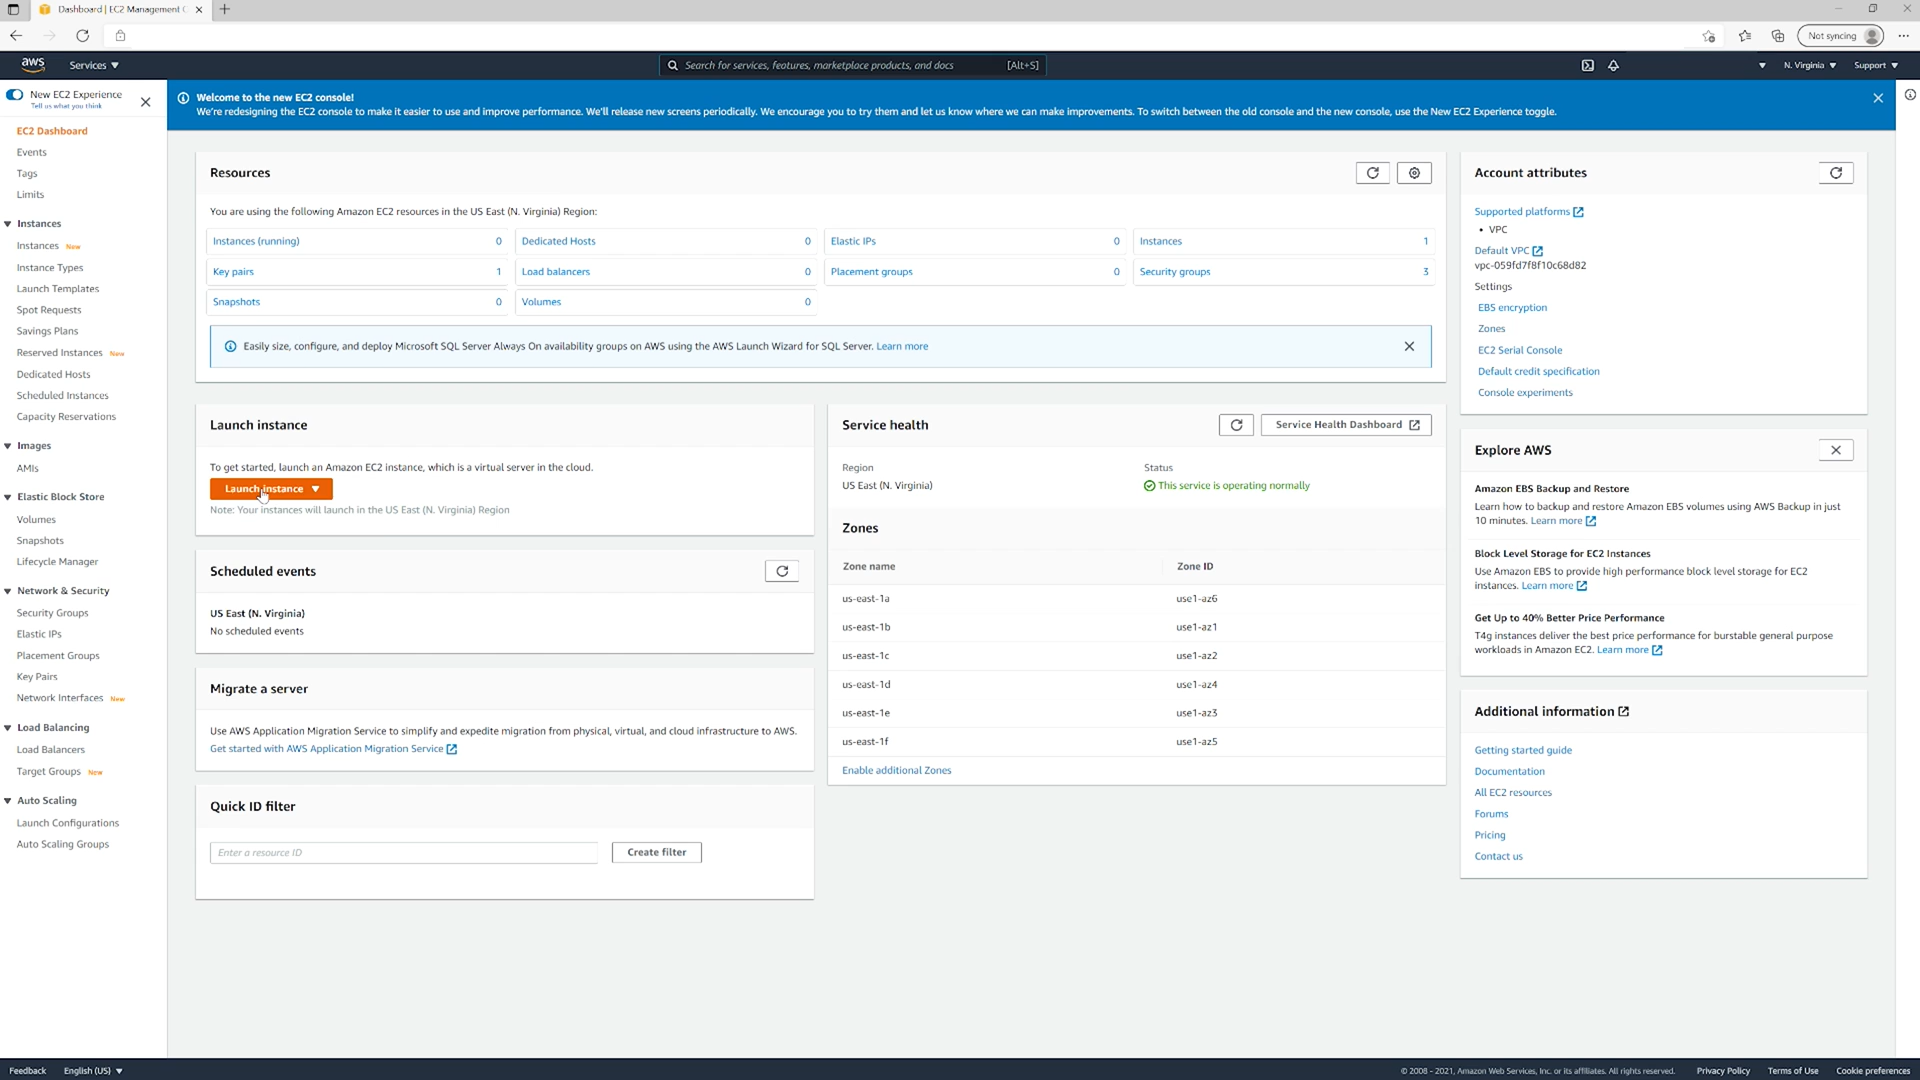 Dashboard | EC2 Management C
Not syncing
aws
Services
Search for services, features, marketplace products, and docs
[Alt+S]
N. Virginia
Support
New EC2 Experience
Tell us what you think
EC2 Dashboard
Events
Tags
Limits
Instances
Instances New
Instance Types
Launch Templates
Spot Requests
Savings Plans
Reserved Instances New
Dedicated Hosts
Scheduled Instances
Capacity Reservations
Images
AMIs
Elastic Block Store
Volumes
Snapshots
Lifecycle Manager
Network & Security
Security Groups
Elastic IPs
Placement Groups
Key Pairs
Network Interfaces New
Load Balancing
Load Balancers
Target Groups New
Auto Scaling
Launch Configurations
Auto Scaling Groups
Welcome to the new EC2 console!
We're redesigning the EC2 console to make it easier to use and improve performance. We'll release new screens periodically. We encourage you to try them and let us know where we can make improvements. To switch between the old console and the new console, use the New EC2 Experience toggle.
Resources
You are using the following Amazon EC2 resources in the US East (N. Virginia) Region:
Instances (running) 0
Dedicated Hosts 0
Elastic IPs 0
Instances 1
Key pairs 1
Load balancers 0
Placement groups 0
Security groups 3
Snapshots 0
Volumes 0
Easily size, configure, and deploy Microsoft SQL Server Always On availability groups on AWS using the AWS Launch Wizard for SQL Server. Learn more
Launch instance
To get started, launch an Amazon EC2 instance, which is a virtual server in the cloud.
Launch instance
Note: Your instances will launch in the US East (N. Virginia) Region
Scheduled events
US East (N. Virginia)
No scheduled events
Migrate a server
Use AWS Application Migration Service to simplify and expedite migration from physical, virtual, and cloud infrastructure to AWS.
Get started with AWS Application Migration Service
Quick ID filter
Enter a resource ID
Create filter
Service health
Service Health Dashboard
Region
Status
US East (N. Virginia)
This service is operating normally
Zones
Zone name Zone ID
us-east-1a use1-az6
us-east-1b use1-az1
us-east-1c use1-az2
us-east-1d use1-az4
us-east-1e use1-az3
us-east-1f use1-az5
Enable additional Zones
Account attributes
Supported platforms
• VPC
Default VPC
vpc-059fd7f8f10c68d82
Settings
EBS encryption
Zones
EC2 Serial Console
Default credit specification
Console experiments
Explore AWS
Amazon EBS Backup and Restore
Learn how to backup and restore Amazon EBS volumes using AWS Backup in just
10 minutes. Learn more
Block Level Storage for EC2 Instances
Use Amazon EBS to provide high performance block level storage for EC2
instances. Learn more
Get Up to 40% Better Price Performance
T4g instances deliver the best price performance for burstable general purpose
workloads in Amazon EC2. Learn more
Additional information
Getting started guide
Documentation
All EC2 resources
Forums
Pricing
Contact us
Feedback
English (US)
© 2008 - 2021, Amazon Web Services, Inc. or its affiliates. All rights reserved.
Privacy Policy
Terms of Use
Cookie preferences